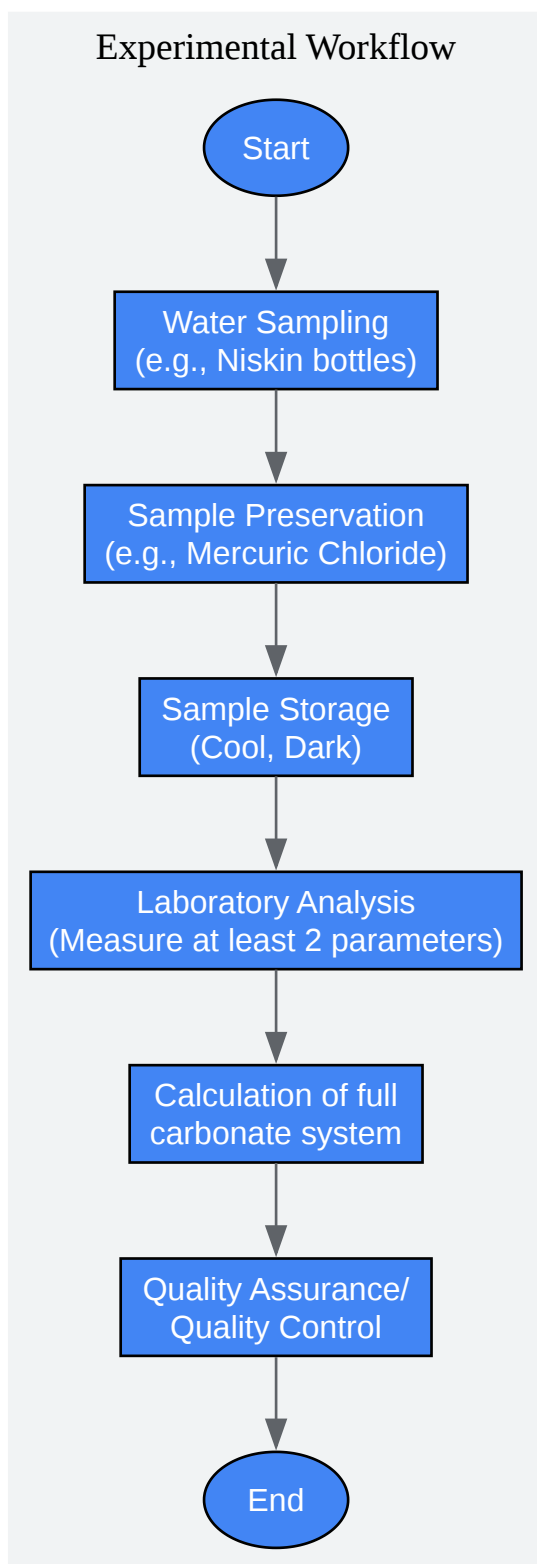 Experimental Workflow
Start
Water Sampling
(e.g., Niskin bottles)
Sample Preservation
(e.g., Mercuric Chloride)
Sample Storage
(Cool, Dark)
Laboratory Analysis
(Measure at least 2 parameters)
Calculation of full
carbonate system
Quality Assurance/
Quality Control
End